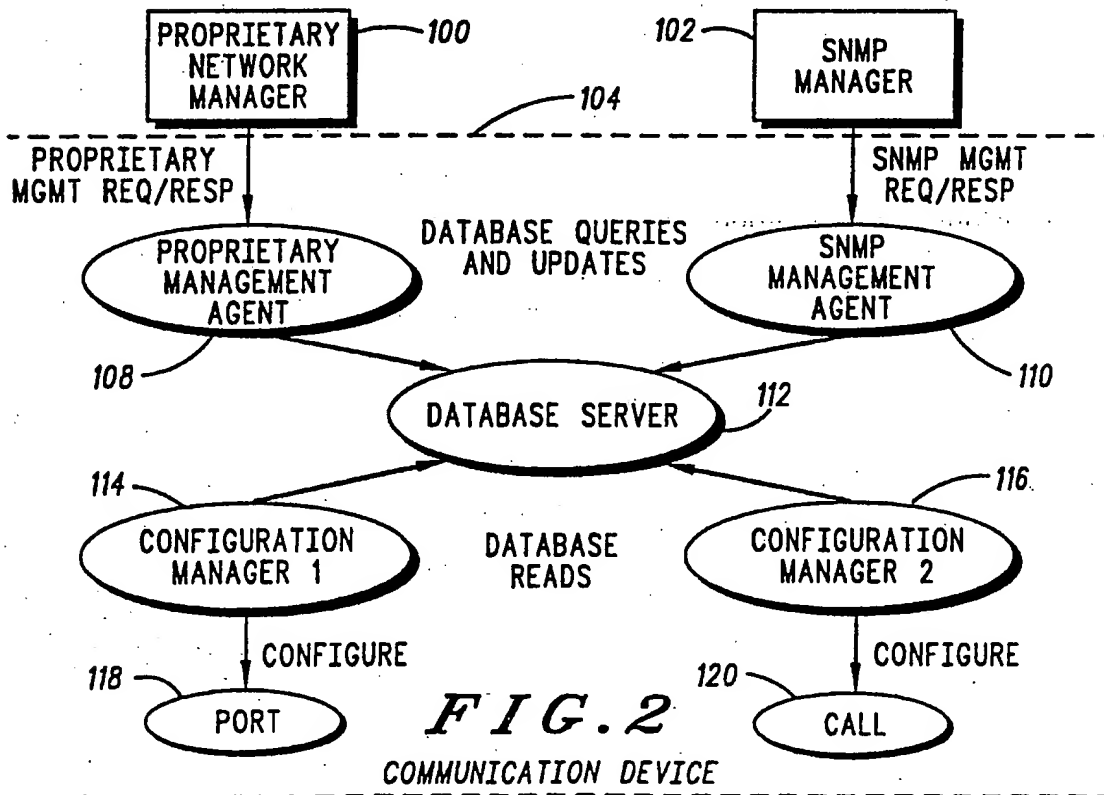 PROPRIETARY
NETWORK
MANAGER
100
102
SNMP
MANAGER
104
PROPRIETARY
MGMT REQ/RESP
SNMP MGMT
REQ/RESP
PROPRIETARY
MANAGEMENT
AGENT
DATABASE QUERIES
AND UPDATES
SNMP
MANAGEMENT
AGENT
108
110
DATABASE SERVER
112
114
116
CONFIGURATION
MANAGER 1
DATABASE
READS
CONFIGURATION
MANAGER 2
CONFIGURE
CONFIGURE
118
PORT
FIG.2
120
CALL
COMMUNICATION DEVICE